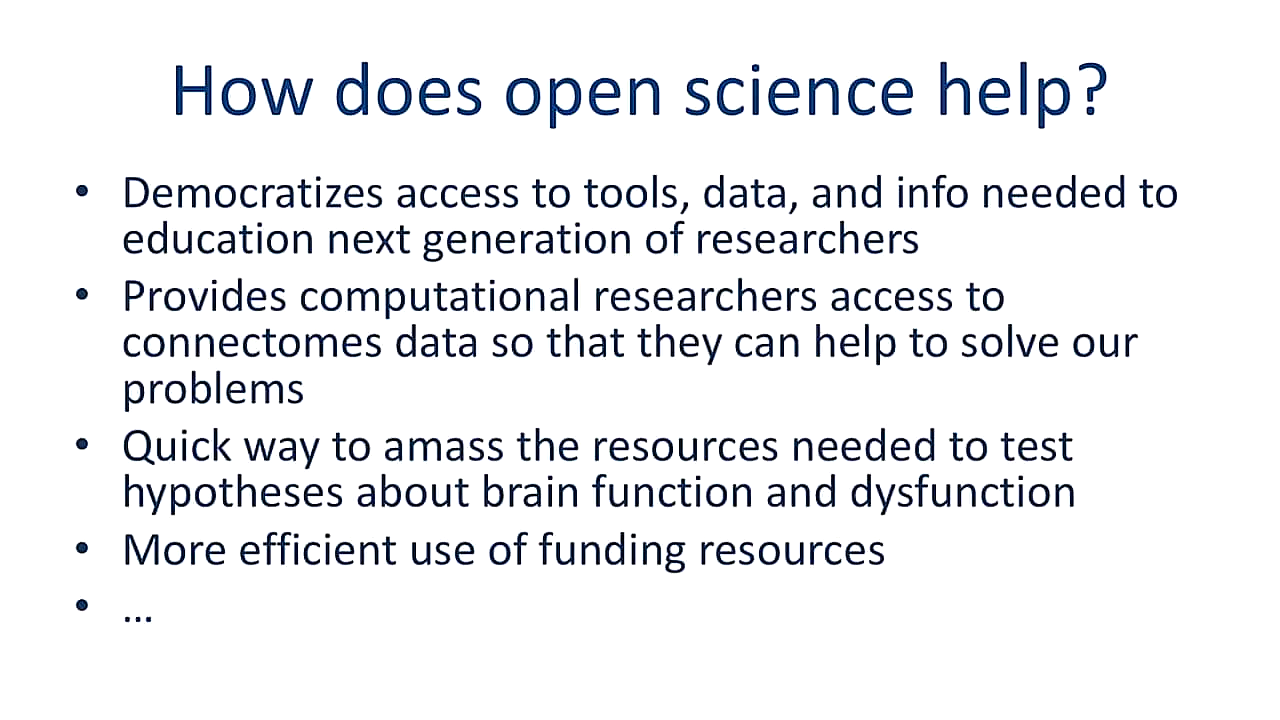 How does open science help?
• Democratizes access to tools, data, and info needed to
education next generation of researchers
• Provides computational researchers access to
connectomes data so that they can help to solve our
problems
• Quick way to amass the resources needed to test
hypotheses about brain function and dysfunction
• More efficient use of funding resources
• ...